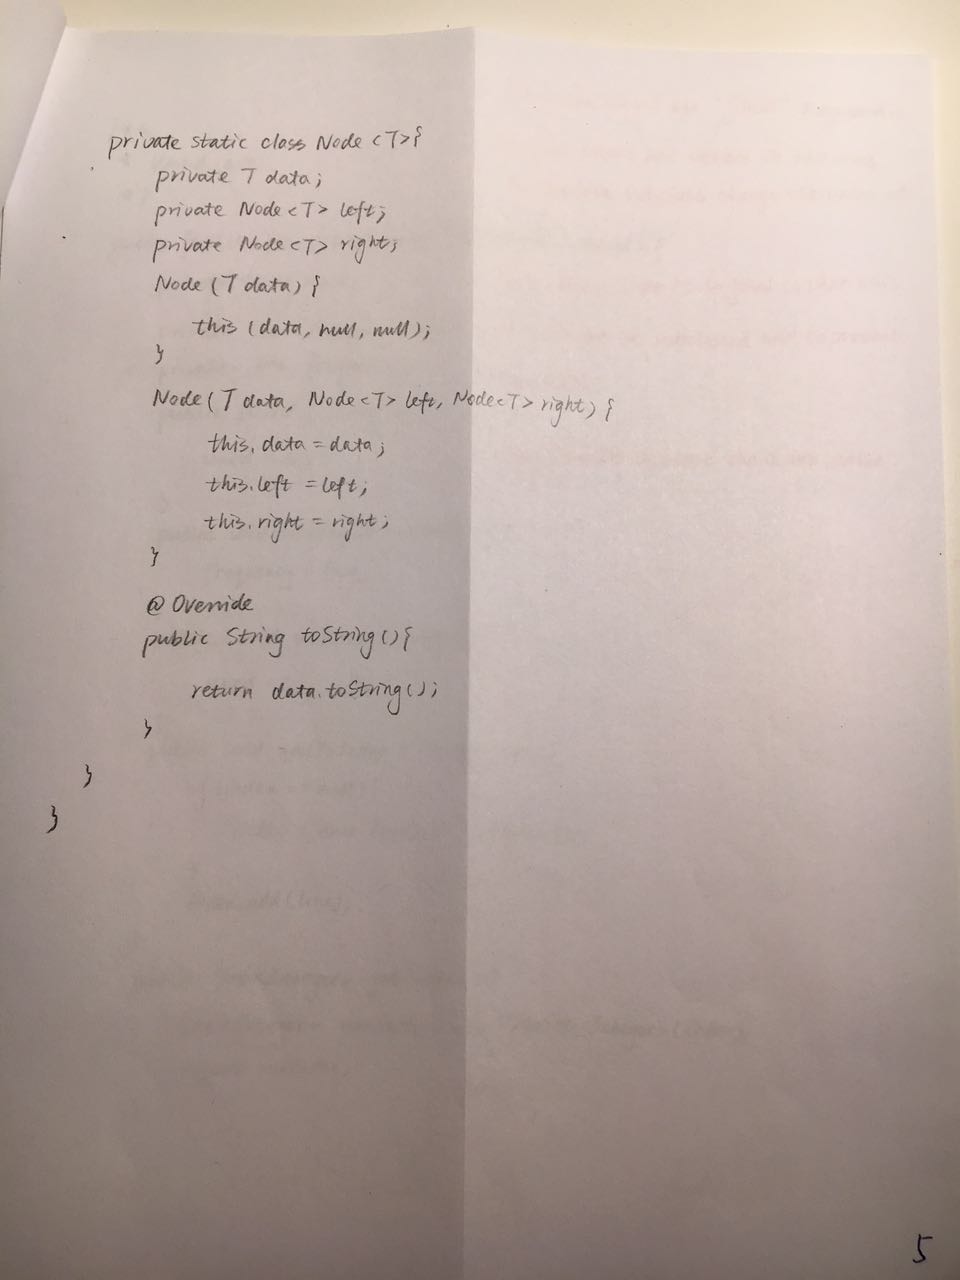 private static class Node <T>{
private T data;
private Node<T> left;
private Node<T> right;
Node (T data) {
this (data, null, null);
}
Node (T data, Node<T> left, Node<T> right) {
this.data = data;
this.left = left;
this.right = right;
}
@Override
public String toString(){
return data.toString();
}
}
}
5